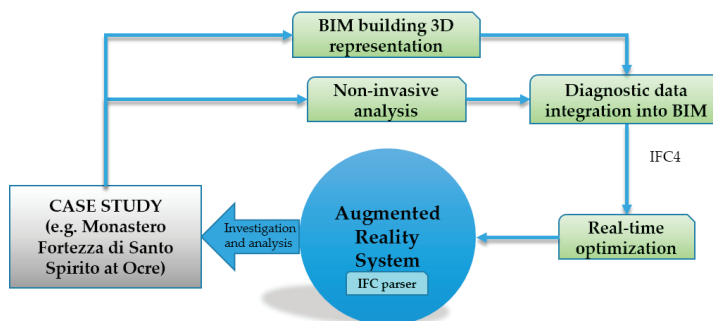 BIM building 3D
representation
Non-invasive
analysis
Diagnostic data
integration into BIM
IFC4
CASE STUDY
(e.g. Monastero
Fortezza di Santo
Spirito at Ocre)
Investigation
and analysis
Augmented
Reality
System
IFC parser
Real-time
optimization